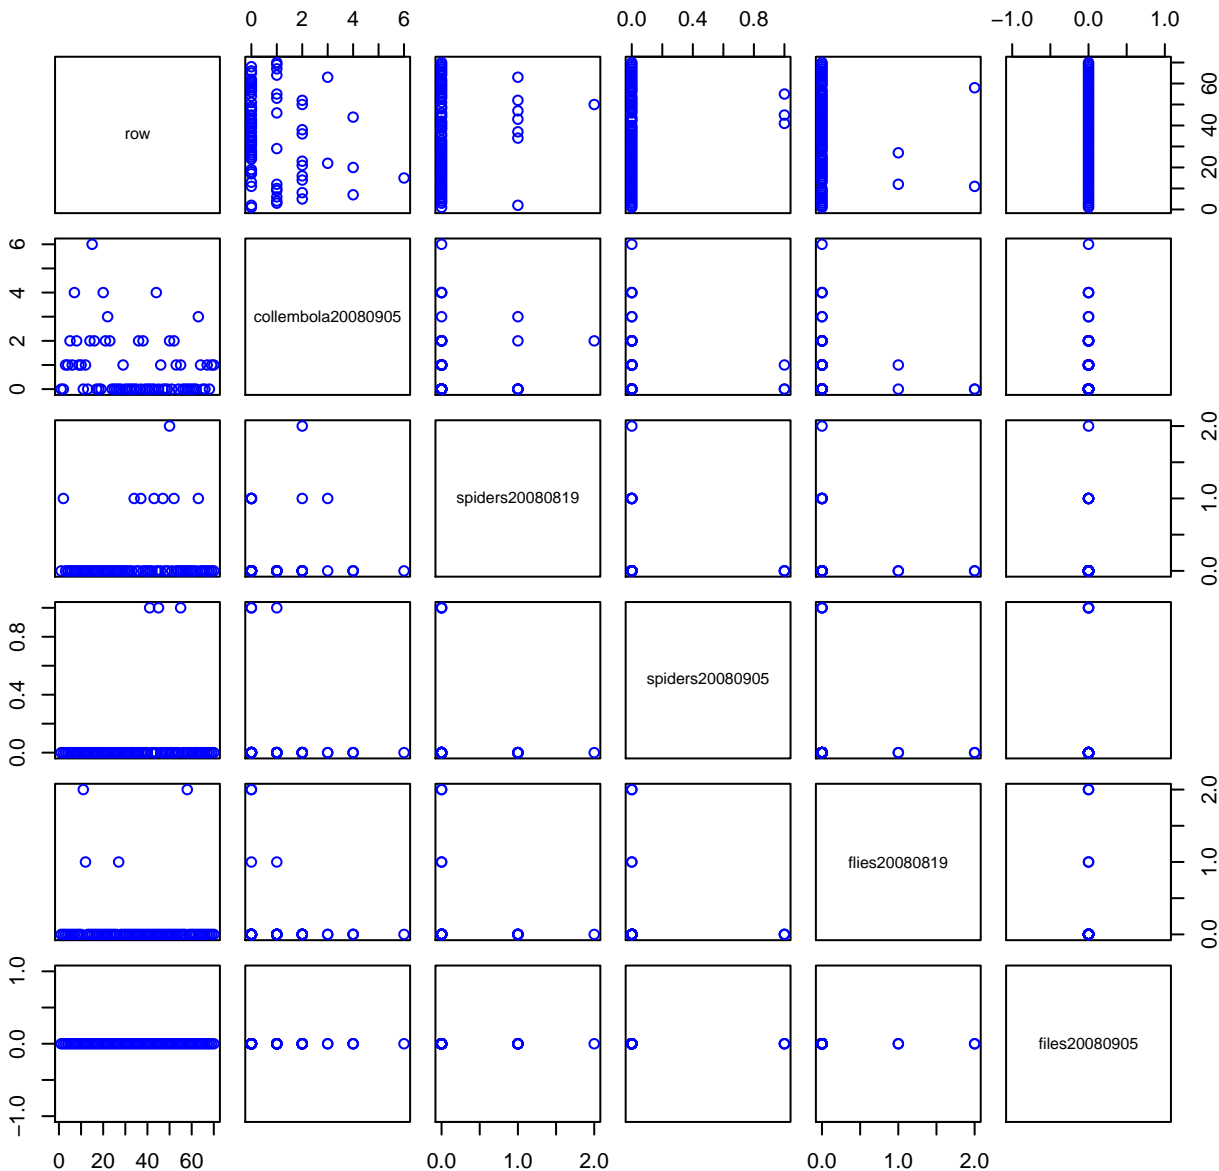 0 2 4 6 0.0 0.4 0.8 -1.0 0.0 1.0
row
0 20 40 60
collembola20080905
0 2 4 6
spiders20080819
0.0 1.0 2.0
spiders20080905
0.0 0.4 0.8
flies20080819
0.0 1.0 2.0
files20080905
-1.0 0.0 1.0
0 20 40 60 0.0 1.0 2.0 0.0 1.0 2.0